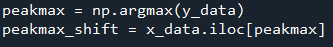 peakmax = np.argmax(y_data)
peakmax_shift = x_data.iloc[peakmax]